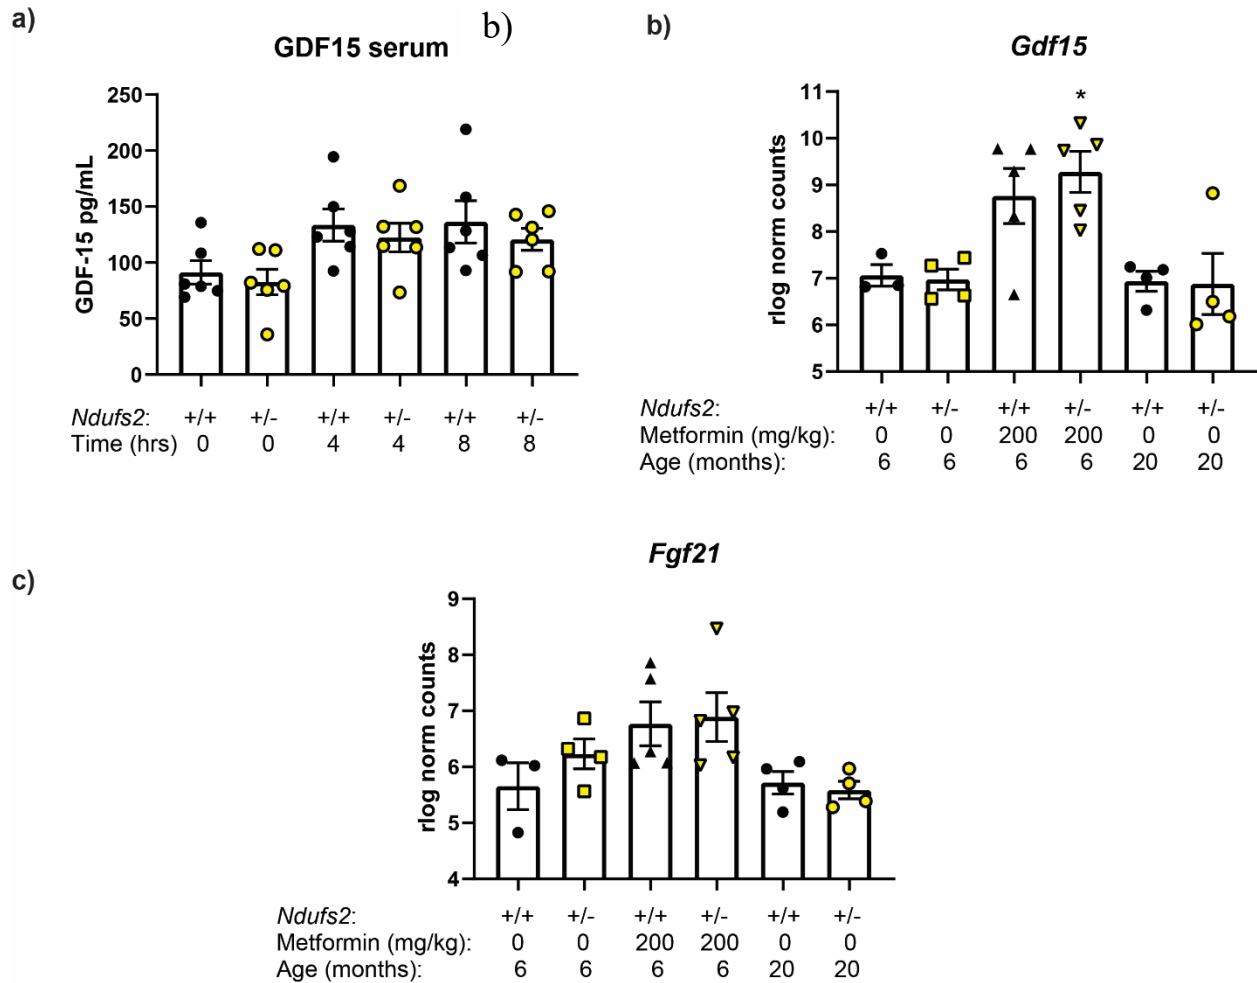 a)
GDF15 serum
b)
GDF-15 pg/mL
250
200
150
100
50
0
Ndufs2: +/+ +/- +/+ +/- +/+ +/-
Time (hrs) 0 0 4 4 8 8
b)
Gdf15
rlog norm counts
11
10
9
8
7
6
5
*
Ndufs2: +/+ +/- +/+ +/- +/+ +/-
Metformin (mg/kg): 0 0 200 200 0 0
Age (months): 6 6 6 6 20 20
c)
Fgf21
rlog norm counts
9
8
7
6
5
4
Ndufs2: +/+ +/- +/+ +/- +/+ +/-
Metformin (mg/kg): 0 0 200 200 0 0
Age (months): 6 6 6 6 20 20